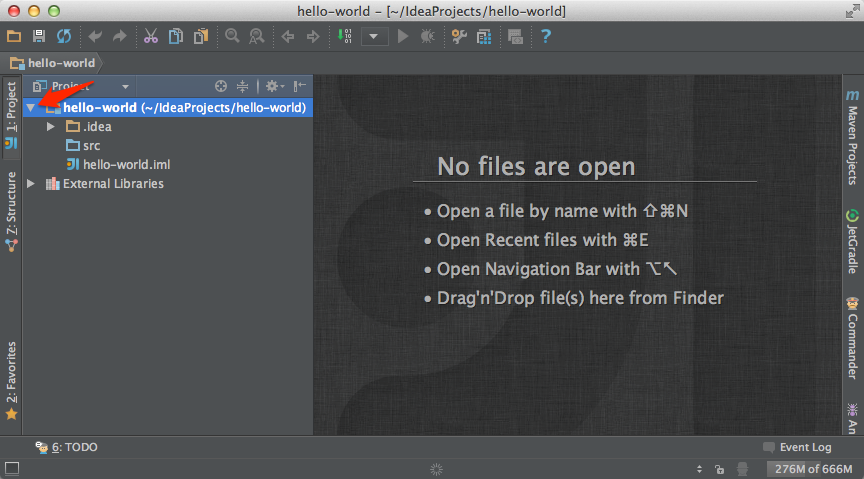 hello-world – [~/IdeaProjects/hello-world]
hello-world
Project
1: Project
hello-world (~/IdeaProjects/hello-world)
.idea
src
hello-world.iml
External Libraries
Z: Structure
2: Favorites
No files are open
• Open a file by name with ⇧⌘N
• Open Recent files with ⌘E
• Open Navigation Bar with ⌥↖
• Drag'n'Drop file(s) here from Finder
m
Maven Projects
JetGradle
Commander
An
6: TODO
Event Log
276M of 666M